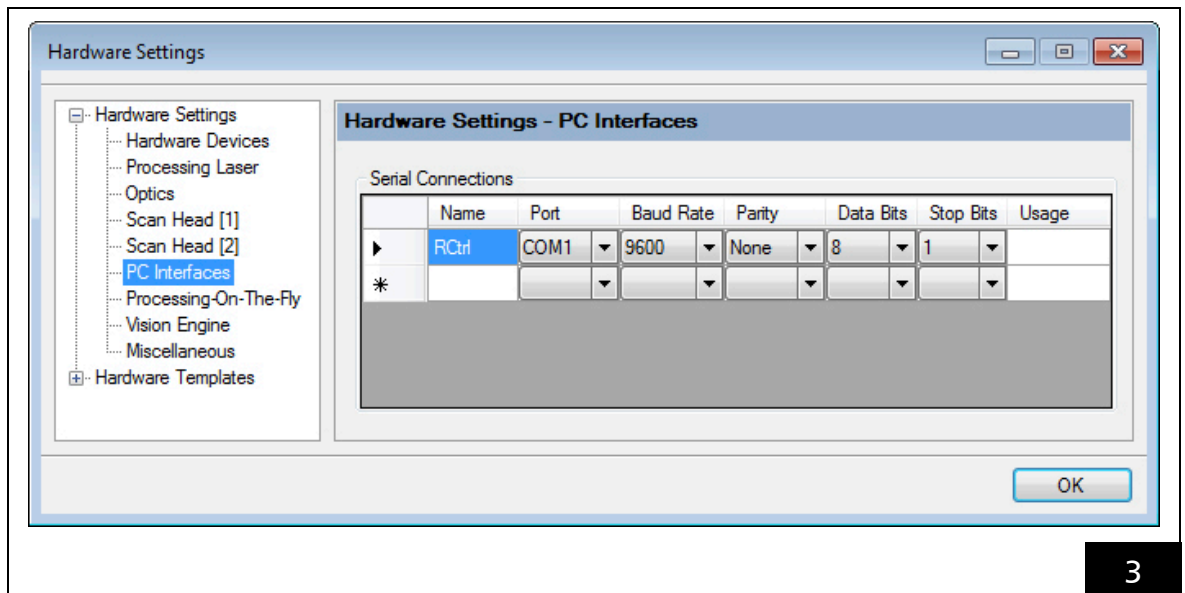 Hardware Settings
Hardware Settings
Hardware Devices
Processing Laser
Optics
Scan Head [1]
Scan Head [2]
PC Interfaces
Processing-On-The-Fly
Vision Engine
Miscellaneous
Hardware Templates
Hardware Settings - PC Interfaces
Serial Connections
Name Port Baud Rate Parity Data Bits Stop Bits Usage
RCtrl COM1 9600 None 8 1
OK
3